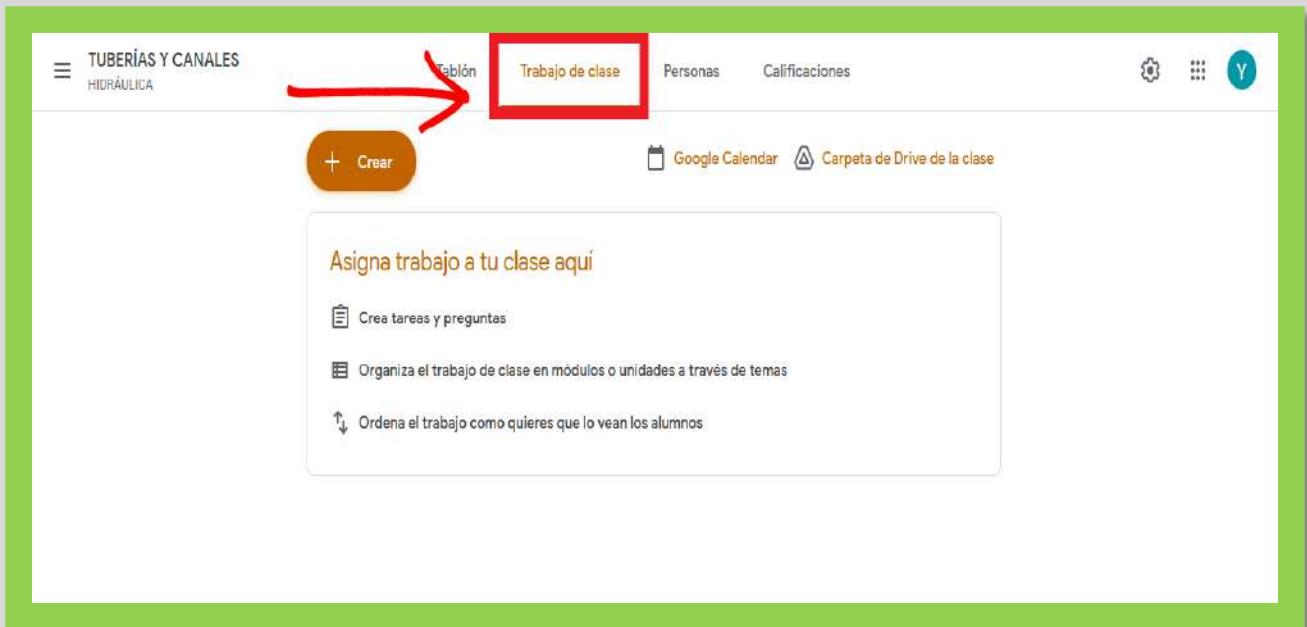 TUBERÍAS Y CANALES
HIDRÁULICA
Tablón
Trabajo de clase
Personas
Calificaciones
Y
+ Crear
Google Calendar
Carpeta de Drive de la clase
Asigna trabajo a tu clase aquí
Crea tareas y preguntas
Organiza el trabajo de clase en módulos o unidades a través de temas
Ordena el trabajo como quieres que lo vean los alumnos